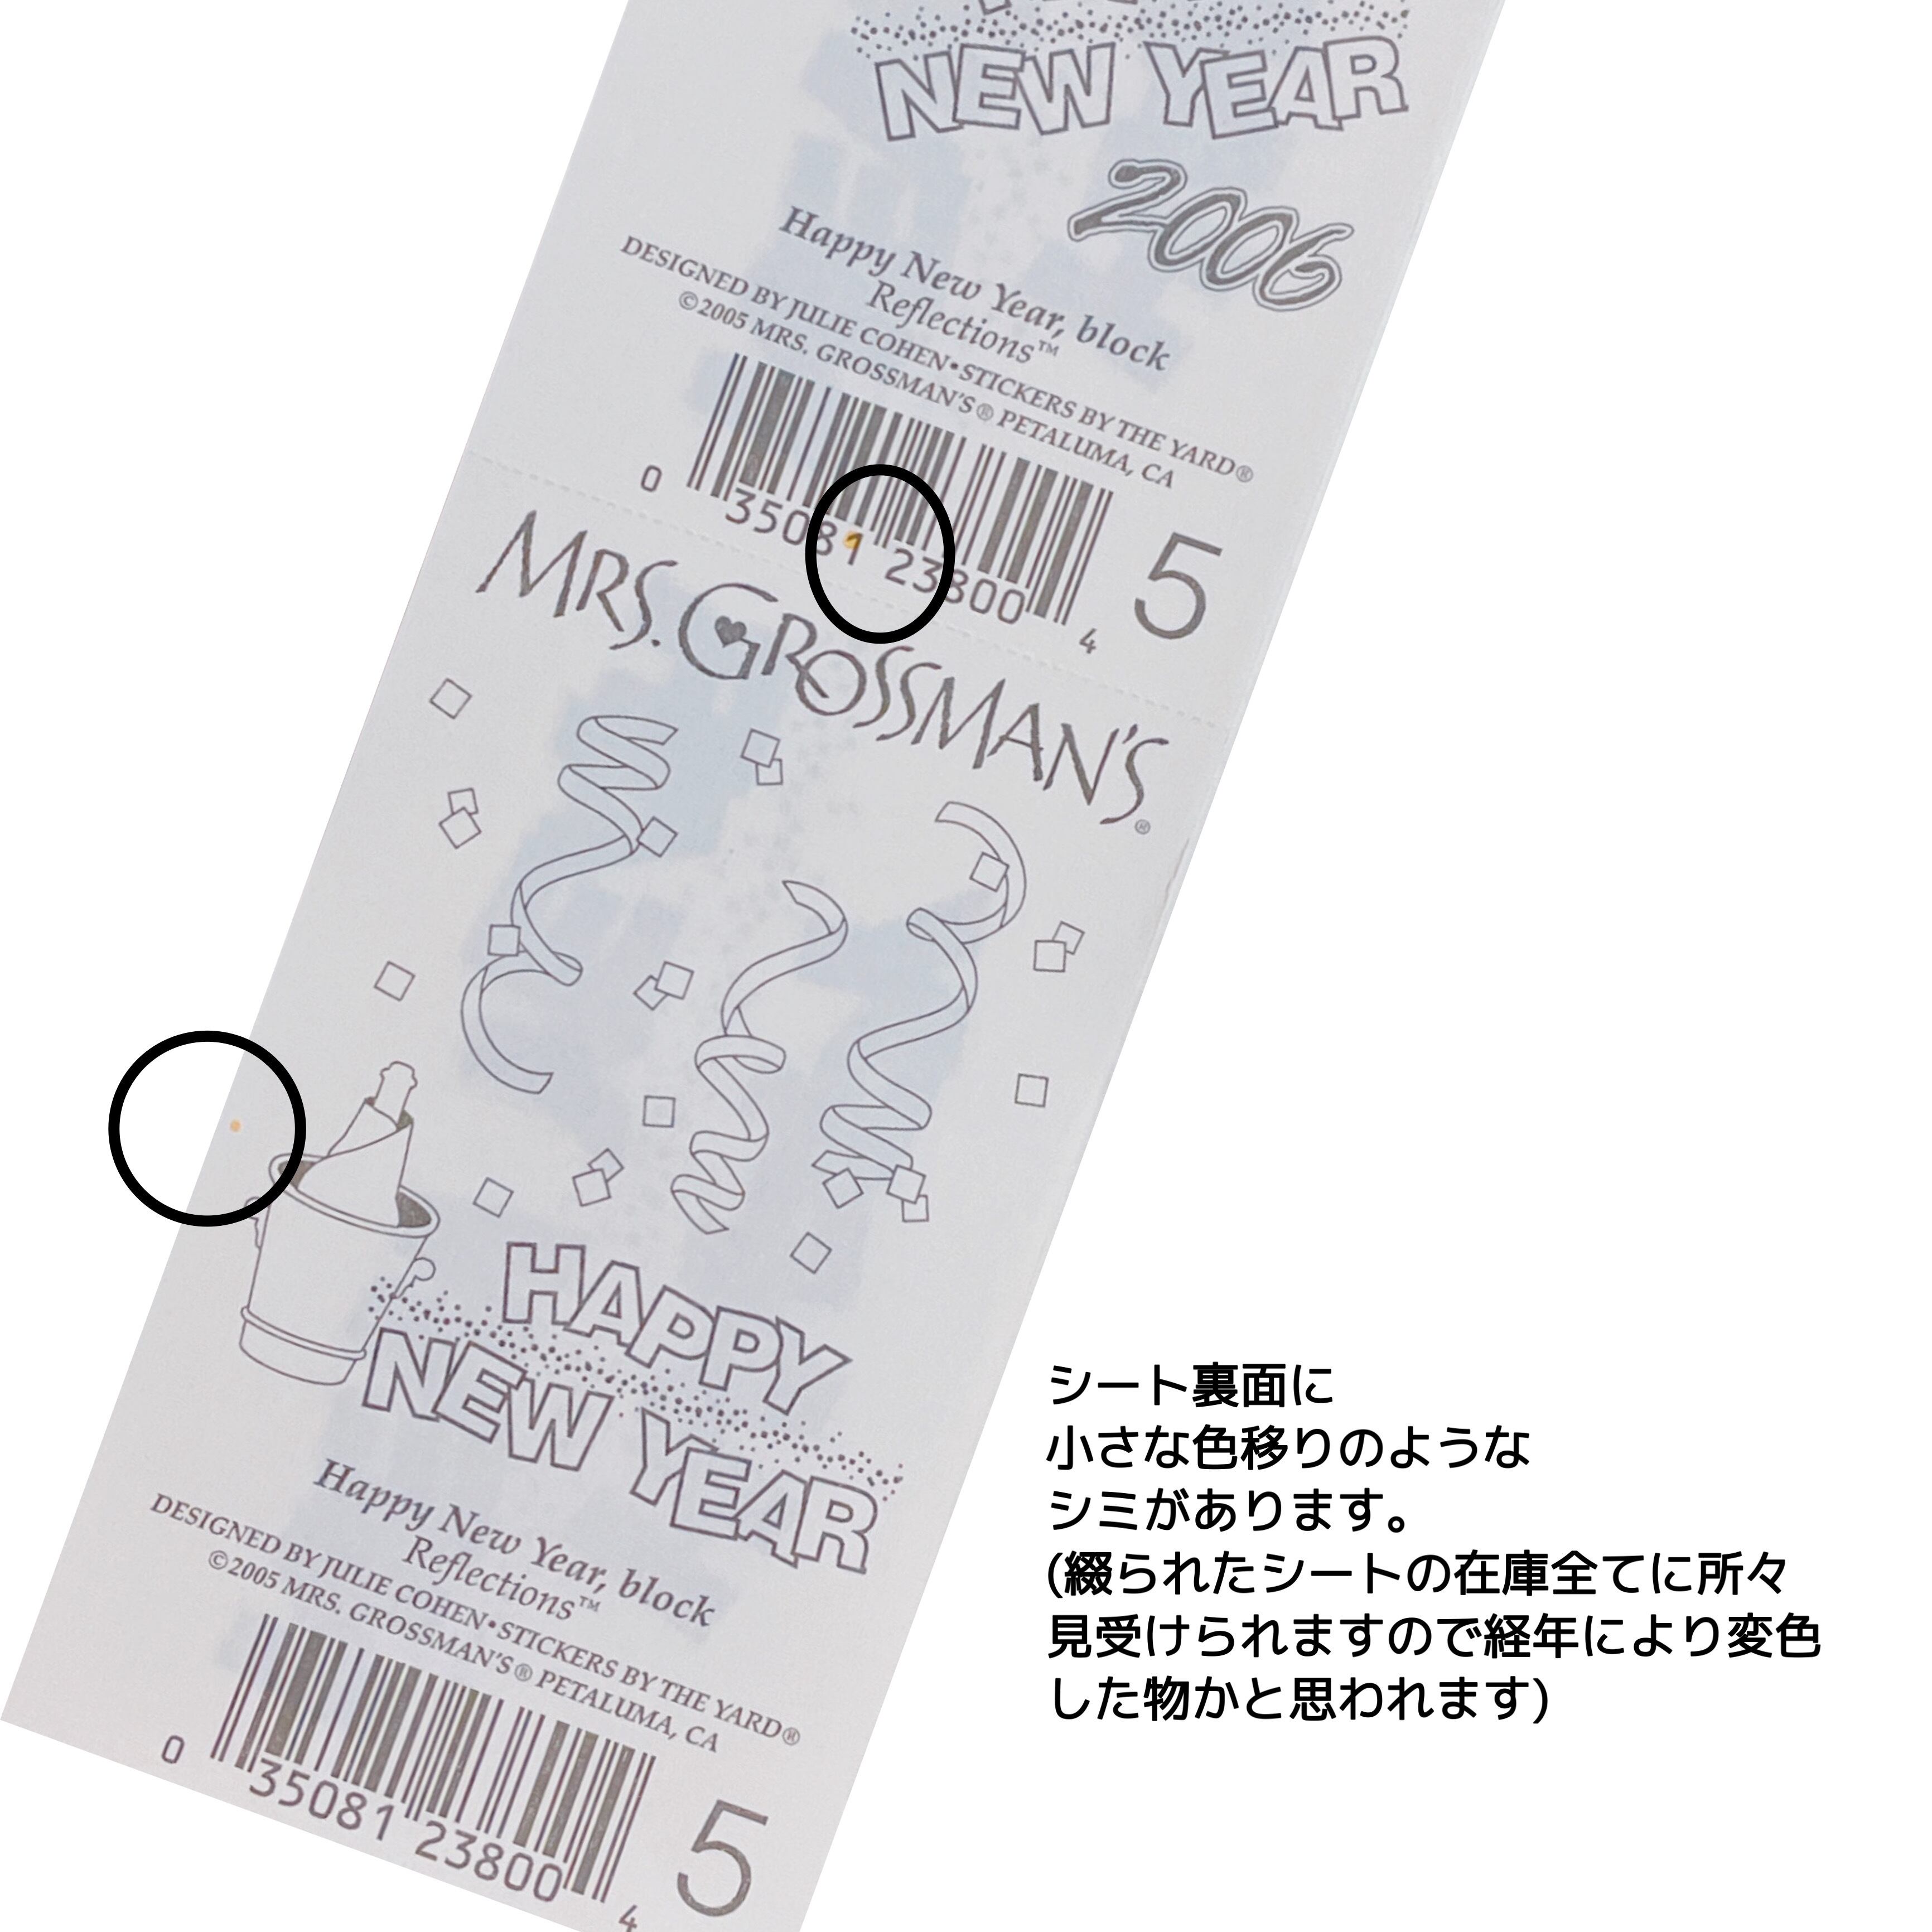 NEW YEAR
2006
Happy New Year, block
Reflections™
DESIGNED BY JULIE COHEN•STICKERS BY THE YARD®
©2005 MRS. GROSSMAN'S® PETALUMA, CA
0 35081 23800 4
5
MRS. GROSSMAN'S®
HAPPY
NEW YEAR
Happy New Year, block
Reflections™
DESIGNED BY JULIE COHEN•STICKERS BY THE YARD®
©2005 MRS. GROSSMAN'S® PETALUMA, CA
0 35081 23800 4
5
シート裏面に
小さな色移りのような
シミがあります。
(綴られたシートの在庫全てに所々
見受けられますので経年により変色
した物かと思われます)